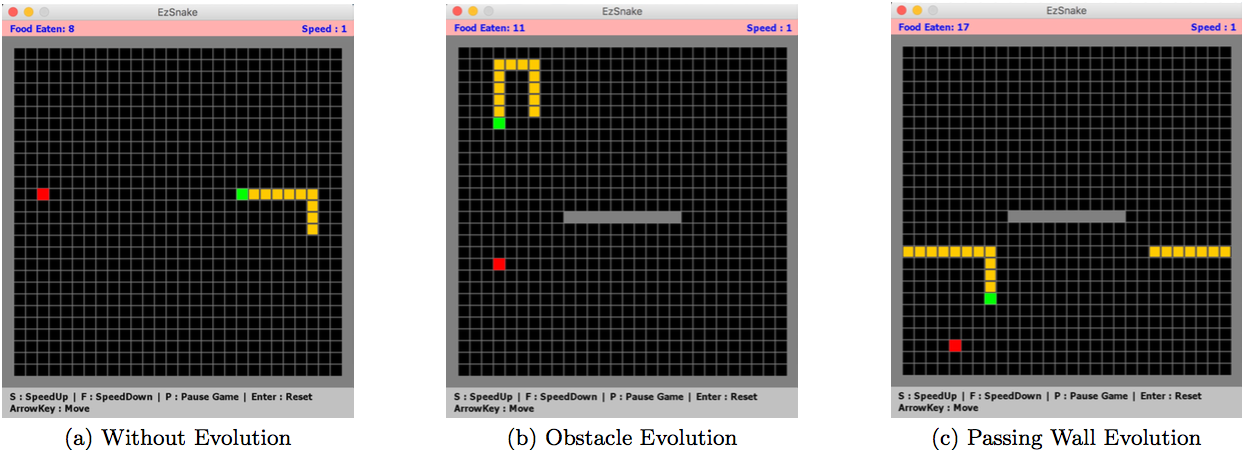 EzSnake
Food Eaten: 8 Speed : 1
S : SpeedUp | F : SpeedDown | P : Pause Game | Enter : Reset
ArrowKey : Move
(a) Without Evolution
EzSnake
Food Eaten: 11 Speed : 1
S : SpeedUp | F : SpeedDown | P : Pause Game | Enter : Reset
ArrowKey : Move
(b) Obstacle Evolution
EzSnake
Food Eaten: 17 Speed : 1
S : SpeedUp | F : SpeedDown | P : Pause Game | Enter : Reset
ArrowKey : Move
(c) Passing Wall Evolution